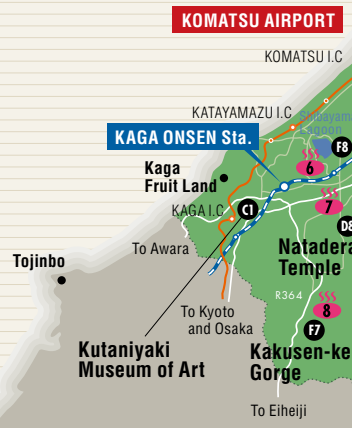 KOMATSU AIRPORT
KOMATSU I.C
KATAYAMAZU I.C
Shibayama
Lagoon
KAGA ONSEN Sta.
F8
6
Kaga
Fruit Land
7
KAGA I.C
C1
D8
To Awara
Natadera
Temple
Tojinbo
R364
To Kyoto
and Osaka
8
F7
Kutaniyaki
Museum of Art
Kakusen-ke
Gorge
To Eiheiji